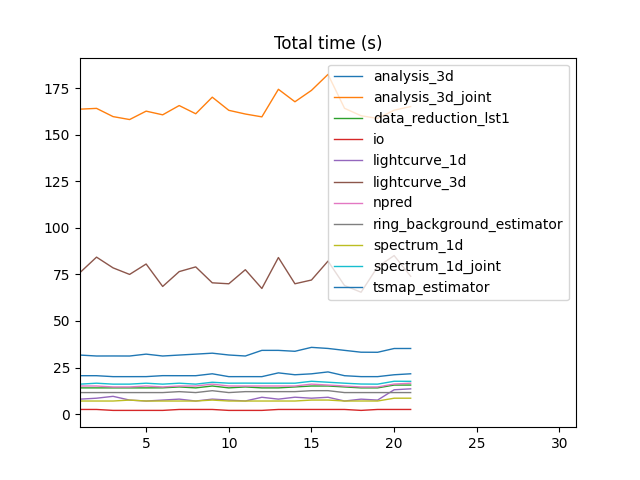 Total time (s)
175
150
125
100
75
50
25
0
5
10
15
20
25
30
analysis_3d
analysis_3d_joint
data_reduction_lst1
io
lightcurve_1d
lightcurve_3d
npred
ring_background_estimator
spectrum_1d
spectrum_1d_joint
tsmap_estimator